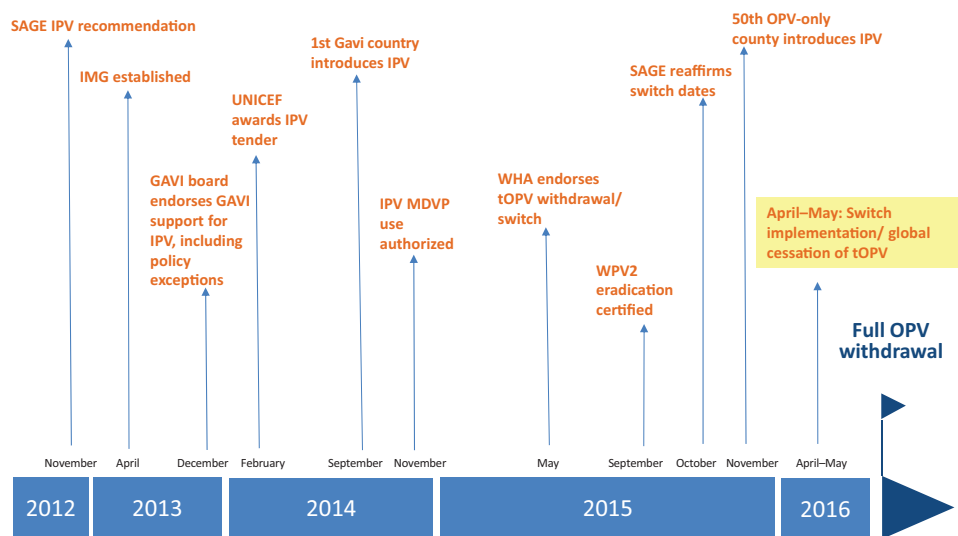 SAGE IPV recommendation
IMG established
GAVI board
endorses GAVI
support for
IPV, including
policy
exceptions
UNICEF
awards IPV
tender
1st Gavi country
introduces IPV
IPV MDVP
use
authorized
WHA endorses
tOPV withdrawal/
switch
WPV2
eradication
certified
SAGE reaffirms
switch dates
50th OPV-only
county introduces IPV
April–May: Switch
implementation/ global
cessation of tOPV
Full OPV
withdrawal
November
April
December
February
September
November
May
September
October
November
April–May
2012
2013
2014
2015
2016